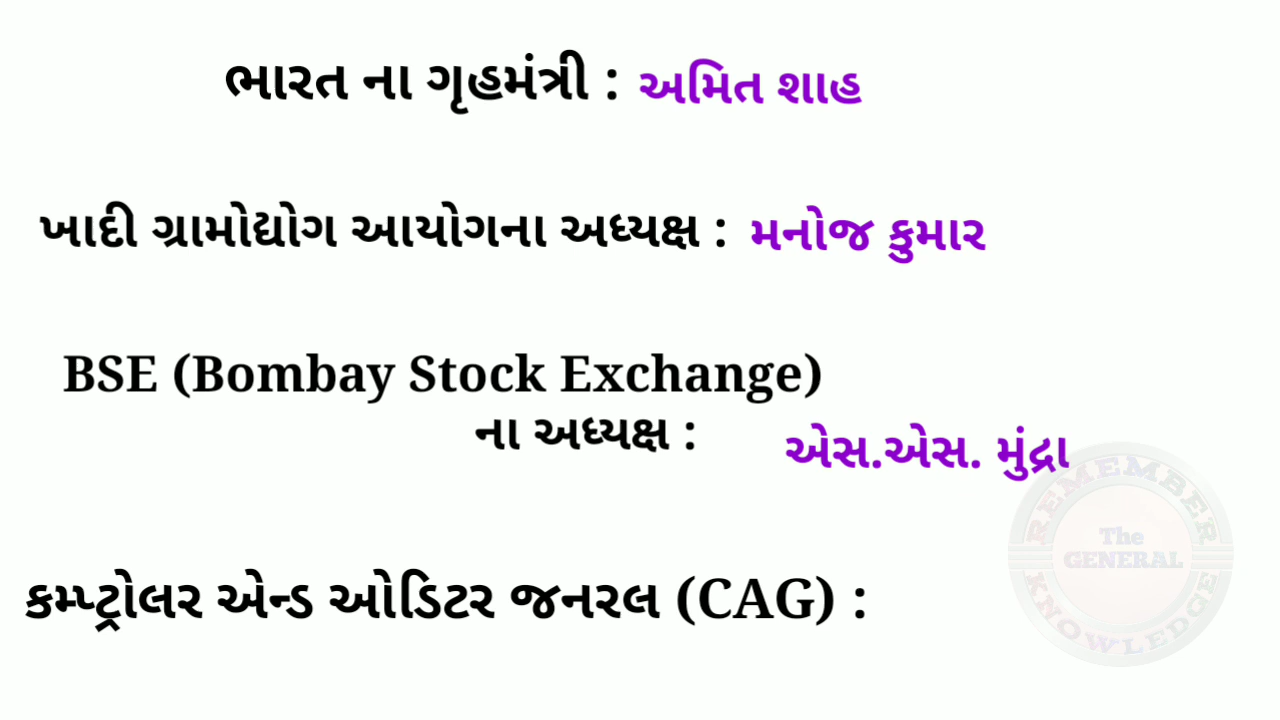 ભારત ના ગૃહમંત્રી : અમિત શાહ
ખાદી ગ્રામોદ્યોગ આયોગના અધ્યક્ષ : મનોજ કુમાર
BSE (Bombay Stock Exchange)
ના અધ્યક્ષ : એસ.એસ. મુંદ્રા
કમ્પ્ટ્રોલર એન્ડ ઓડિટર જનરલ (CAG) :
REMEMBER
The
GENERAL
KNOWLEDGE